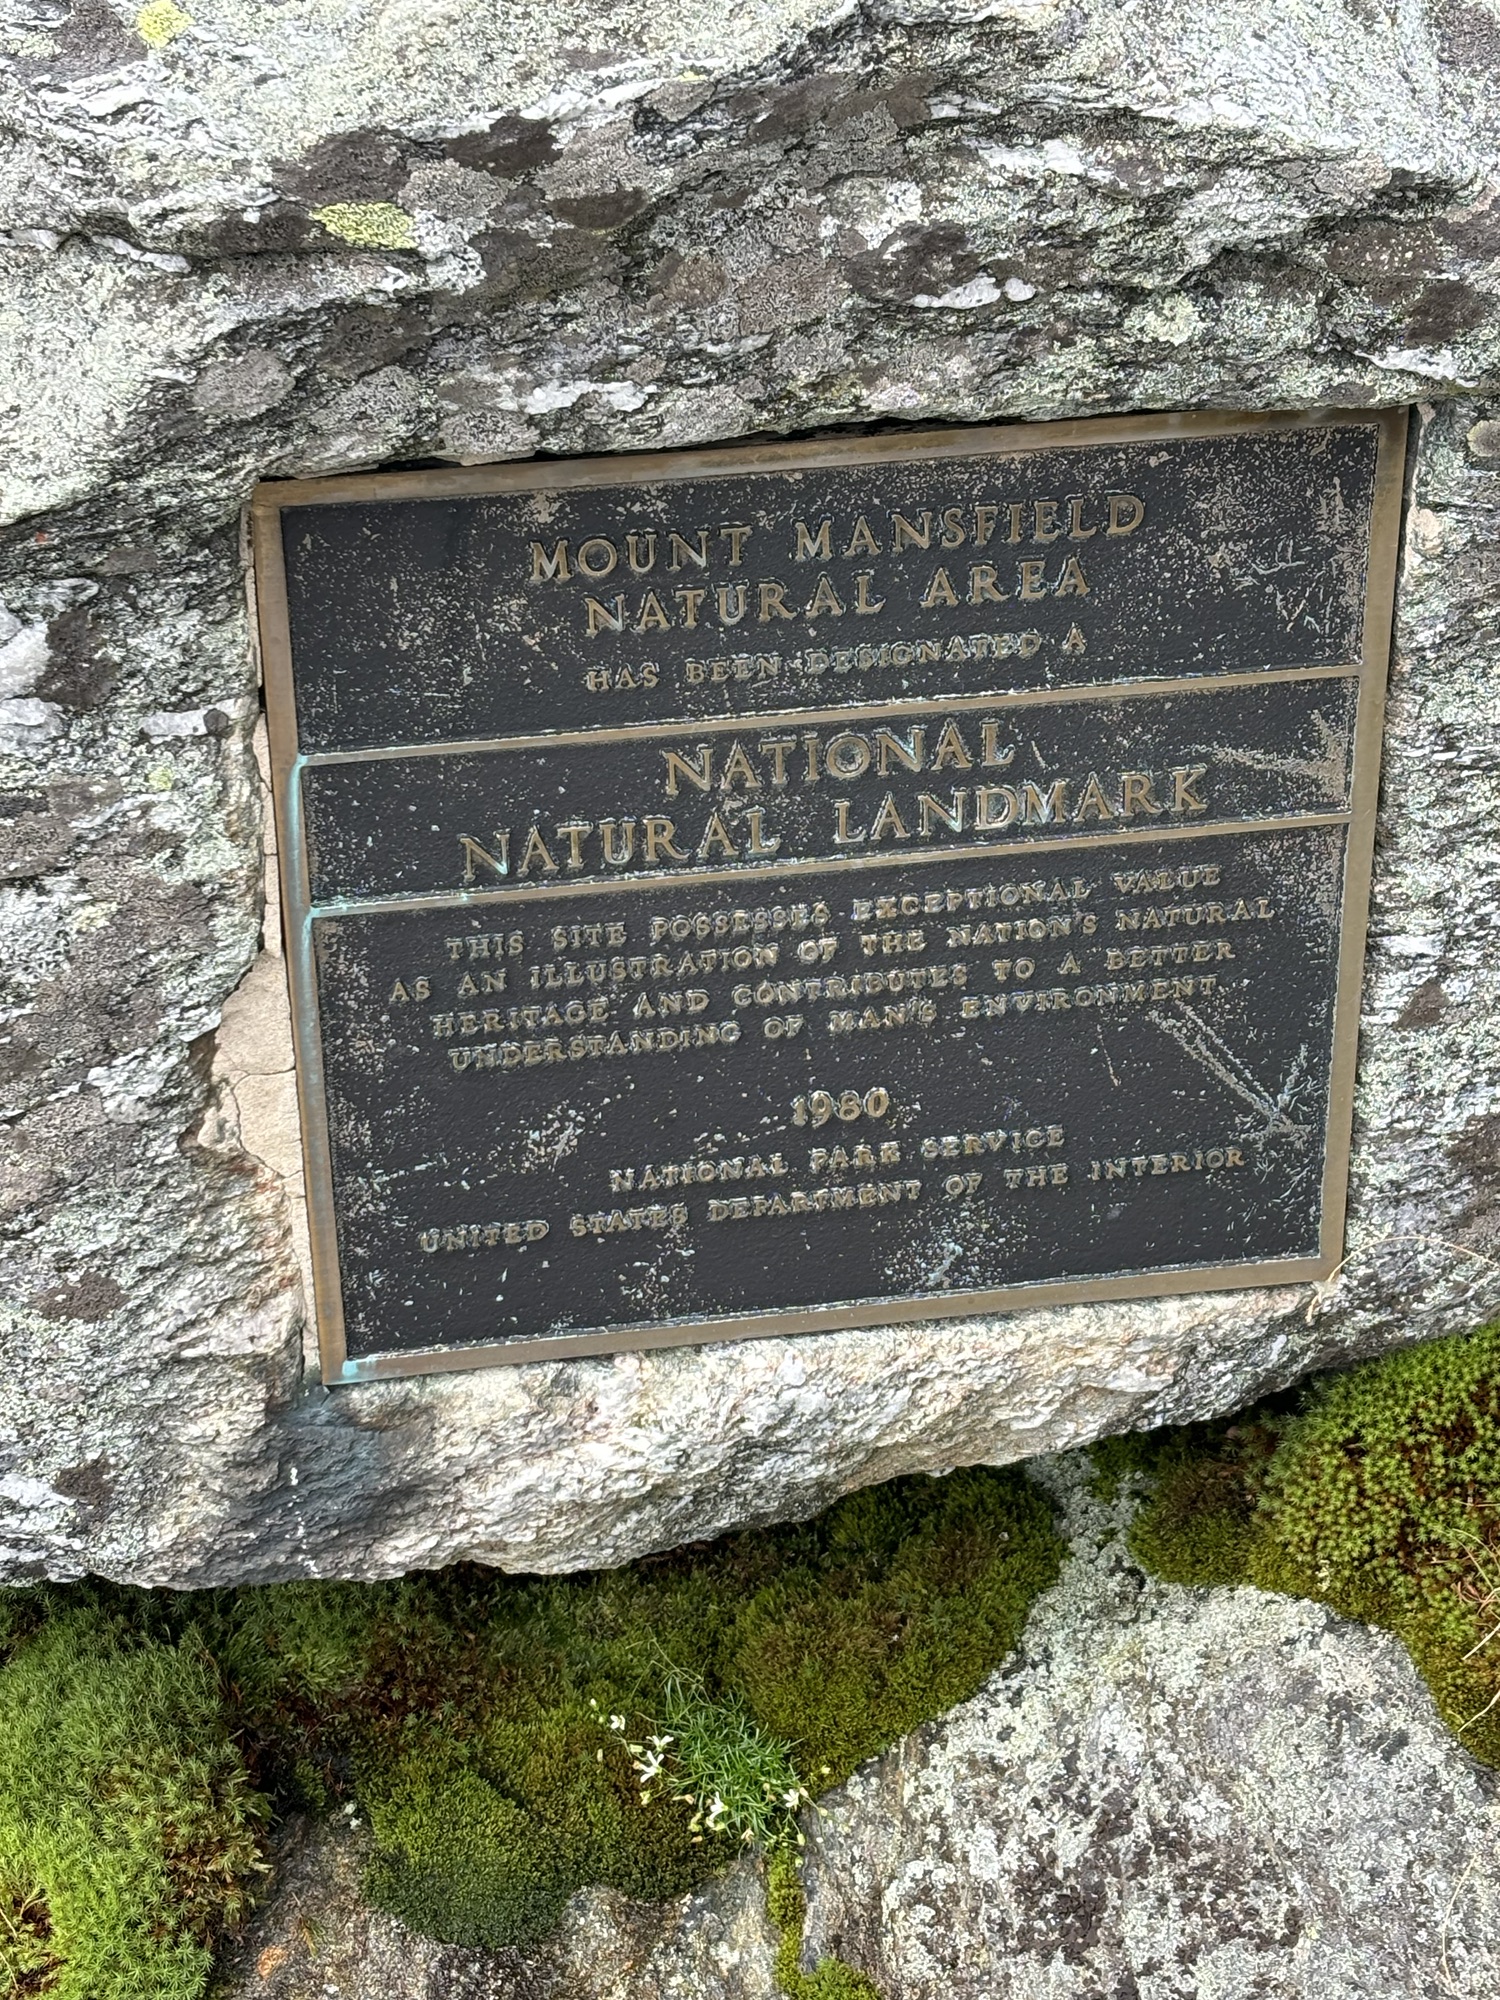 MOUNT MANSFIELD
NATURAL AREA
HAS BEEN DESIGNATED A
NATIONAL
NATURAL LANDMARK
THIS SITE POSSESSES EXCEPTIONAL VALUE
AS AN ILLUSTRATION OF THE NATION'S NATURAL
HERITAGE AND CONTRIBUTES TO A BETTER
UNDERSTANDING OF MAN'S ENVIRONMENT.
1980
NATIONAL PARK SERVICE
UNITED STATES DEPARTMENT OF THE INTERIOR